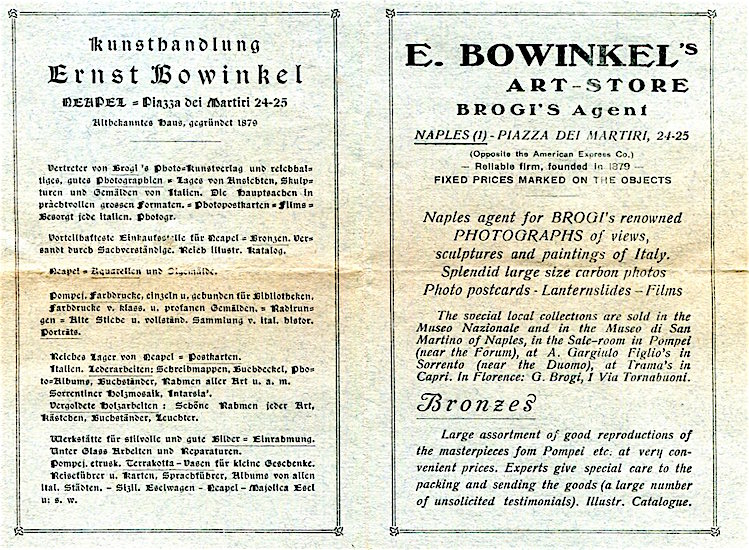 Kunsthandlung
Ernst Bowinkel
NEAPEL = Piazza dei Martiri 24-25
Altbekanntes Haus, gegründet 1879
Vertreter von Brogi's Photo=Kunstverlag und reichhal-
tiges, gutes Photographien = Lager von Ansichten, Skulp-
turen und Gemälden von Italien. Die Hauptsachen in
prächtvollen grossen Formaten. = Photopostkarten = Films =
Besorgt jede italien. Photogr.
Vorteilhafteste Einkaufsstelle für Neapel = Bronzen. Ver-
sandt durch Sachverständige. Reich illustr. Katalog.
Neapel = Aquarellen und Ölgemälde.
Pompej. Farbdrucke, einzeln u. gebunden für Bibliotheken.
Farbdrucke v. klass. u. profanen Gemälden. = Radirun-
gen = Alte Stiche u. vollständ. Sammlung v. ital. histor.
Porträts.
Reiches Lager von Neapel = Postkarten.
Italien. Lederarbeiten: Schreibmappen, Buchdeckel, Pho-
to=Albums, Buchständer, Rahmen aller Art u. a. m.
Sorrentiner Holzmosaik, Intarsia'.
Vergoldete Holzarbeiten : Schöne Rahmen jeder Art,
Kästchen, Buchständer, Leuchter.
Werkstätte für stilvolle und gute Bilder = Einrahmung.
Unter Glass Arbeiten und Reparaturen.
Pompej. etrusk. Terrakotta-Vasen für kleine Geschenke.
Reiseführer u. Karten, Sprachführer, Albums von allen
ital. Städten. - Sizil. Eselwagen - Neapel - Majolica Esel
u. s. w.
E. BOWINKEL's
ART-STORE
BROGI'S Agent
NAPLES (1) - PIAZZA DEI MARTIRI, 24-25
(Opposite the American Express Co.)
— Reliable firm, founded in 1879 —
FIXED PRICES MARKED ON THE OBJECTS
Naples agent for BROGI's renowned
PHOTOGRAPHS of views,
sculptures and paintings of Italy.
Splendid large size carbon photos
Photo postcards - Lanternslides – Films
The special local collections are sold in the
Museo Nazionale and in the Museo di San
Martino of Naples, in the Sale-room in Pompei
(near the Forum), at A. Gargiulo Figlio's in
Sorrento (near the Duomo), at Trama's in
Capri. In Florence: G. Brogi, 1 Via Tornabuoni.
Bronzes
Large assortment of good reproductions of
the masterpieces fom Pompei etc. at very con-
venient prices. Experts give special care to the
packing and sending the goods (a large number
of unsolicited testimonials). Illustr. Catalogue.